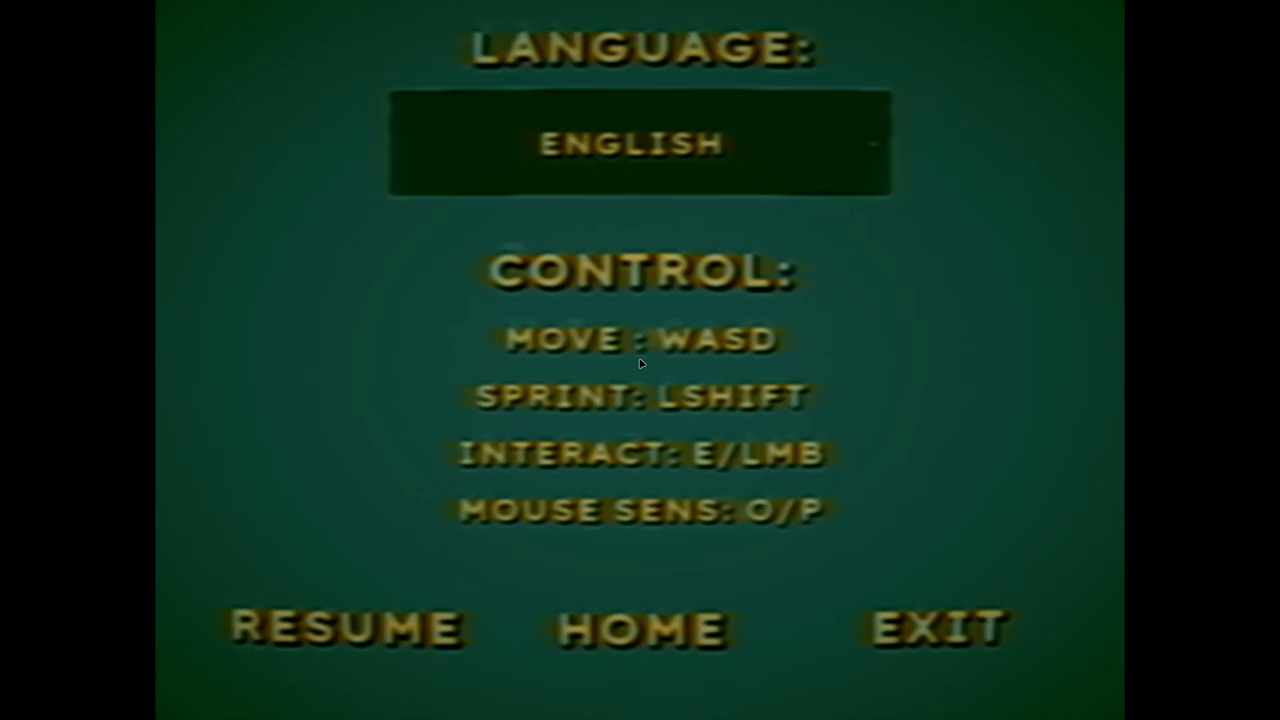 LANGUAGE:
ENGLISH
CONTROL:
MOVE : WASD
SPRINT: LSHIFT
INTERACT: E/LMB
MOUSE SENS: O/P
RESUME HOME EXIT